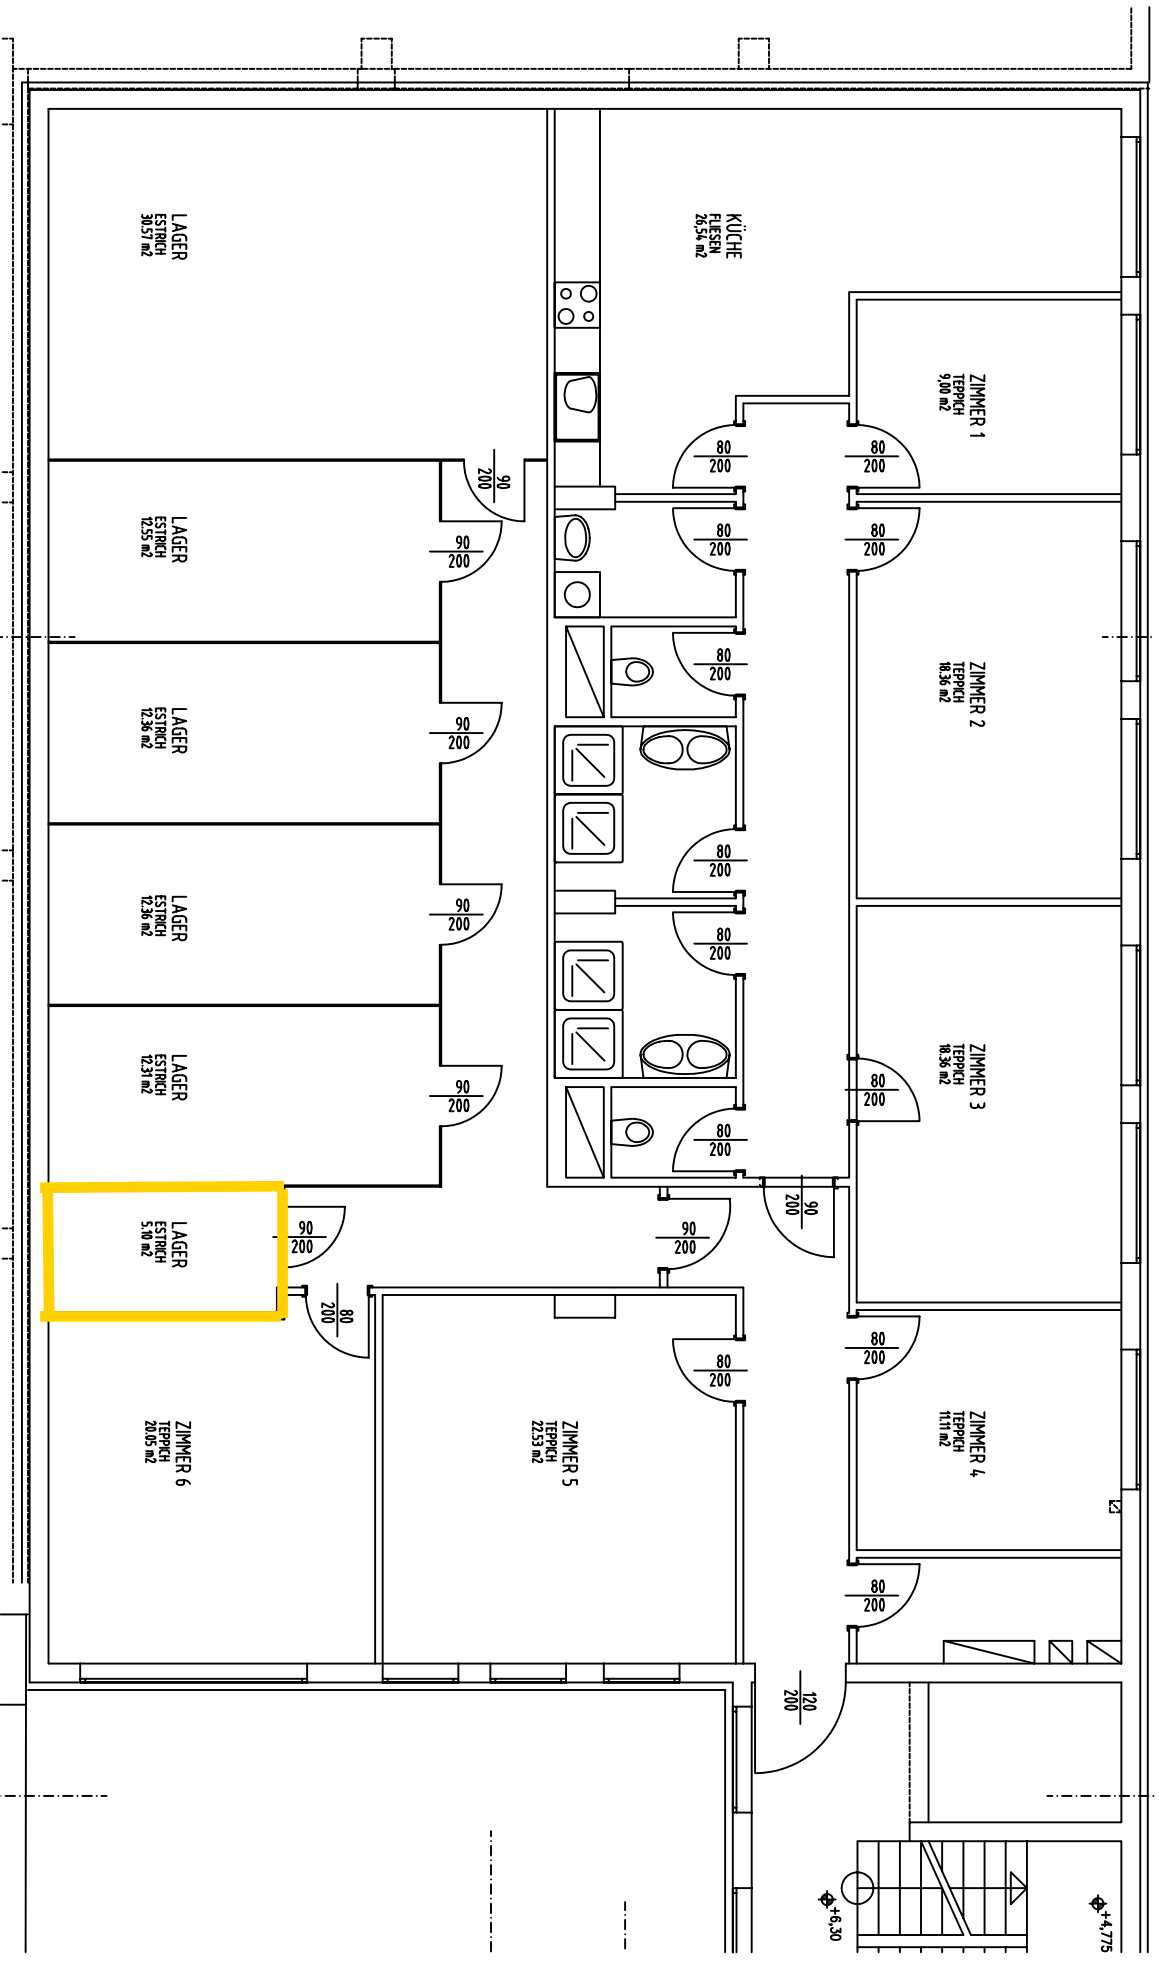 LAGER
ESTRICH
30.57 m2
KÜCHE
FLIESEN
26,54 m2
ZIMMER 1
TEPPICH
9,00 m2
80
200
80
200
90
200
LAGER
ESTRICH
12.55 m2
90
200
80
200
80
200
LAGER
ESTRICH
12.36 m2
90
200
80
200
ZIMMER 2
TEPPICH
18.36 m2
80
200
LAGER
ESTRICH
12.36 m2
90
200
80
200
ZIMMER 3
TEPPICH
18.36 m2
80
200
LAGER
ESTRICH
12.31 m2
90
200
80
200
90
200
LAGER
ESTRICH
5.10 m2
90
200
90
200
80
200
80
200
80
200
ZIMMER 4
TEPPICH
11.11 m2
ZIMMER 6
TEPPICH
20.05 m2
ZIMMER 5
TEPPICH
22.53 m2
80
200
120
200
+6,30
+4,775